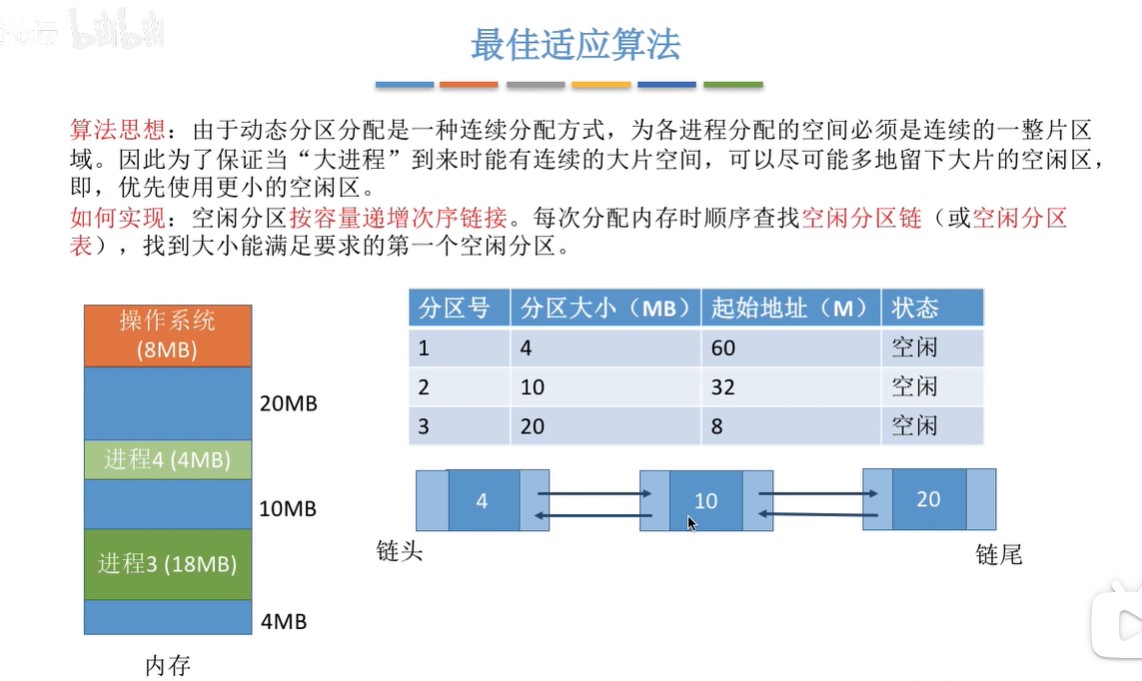 bilibili
最佳适应算法
算法思想：由于动态分区分配是一种连续分配方式，为各进程分配的空间必须是连续的一整片区
域。因此为了保证当“大进程”到来时能有连续的大片空间，可以尽可能多地留下大片的空闲区，
即，优先使用更小的空闲区。
如何实现：空闲分区按容量递增次序链接。每次分配内存时顺序查找空闲分区链（或空闲分区
表），找到大小能满足要求的第一个空闲分区。
操作系统
(8MB)
20MB
进程4 (4MB)
10MB
进程3 (18MB)
4MB
内存
分区号 分区大小（MB） 起始地址（M） 状态
1 4 60 空闲
2 10 32 空闲
3 20 8 空闲
4 10 20
链头 链尾